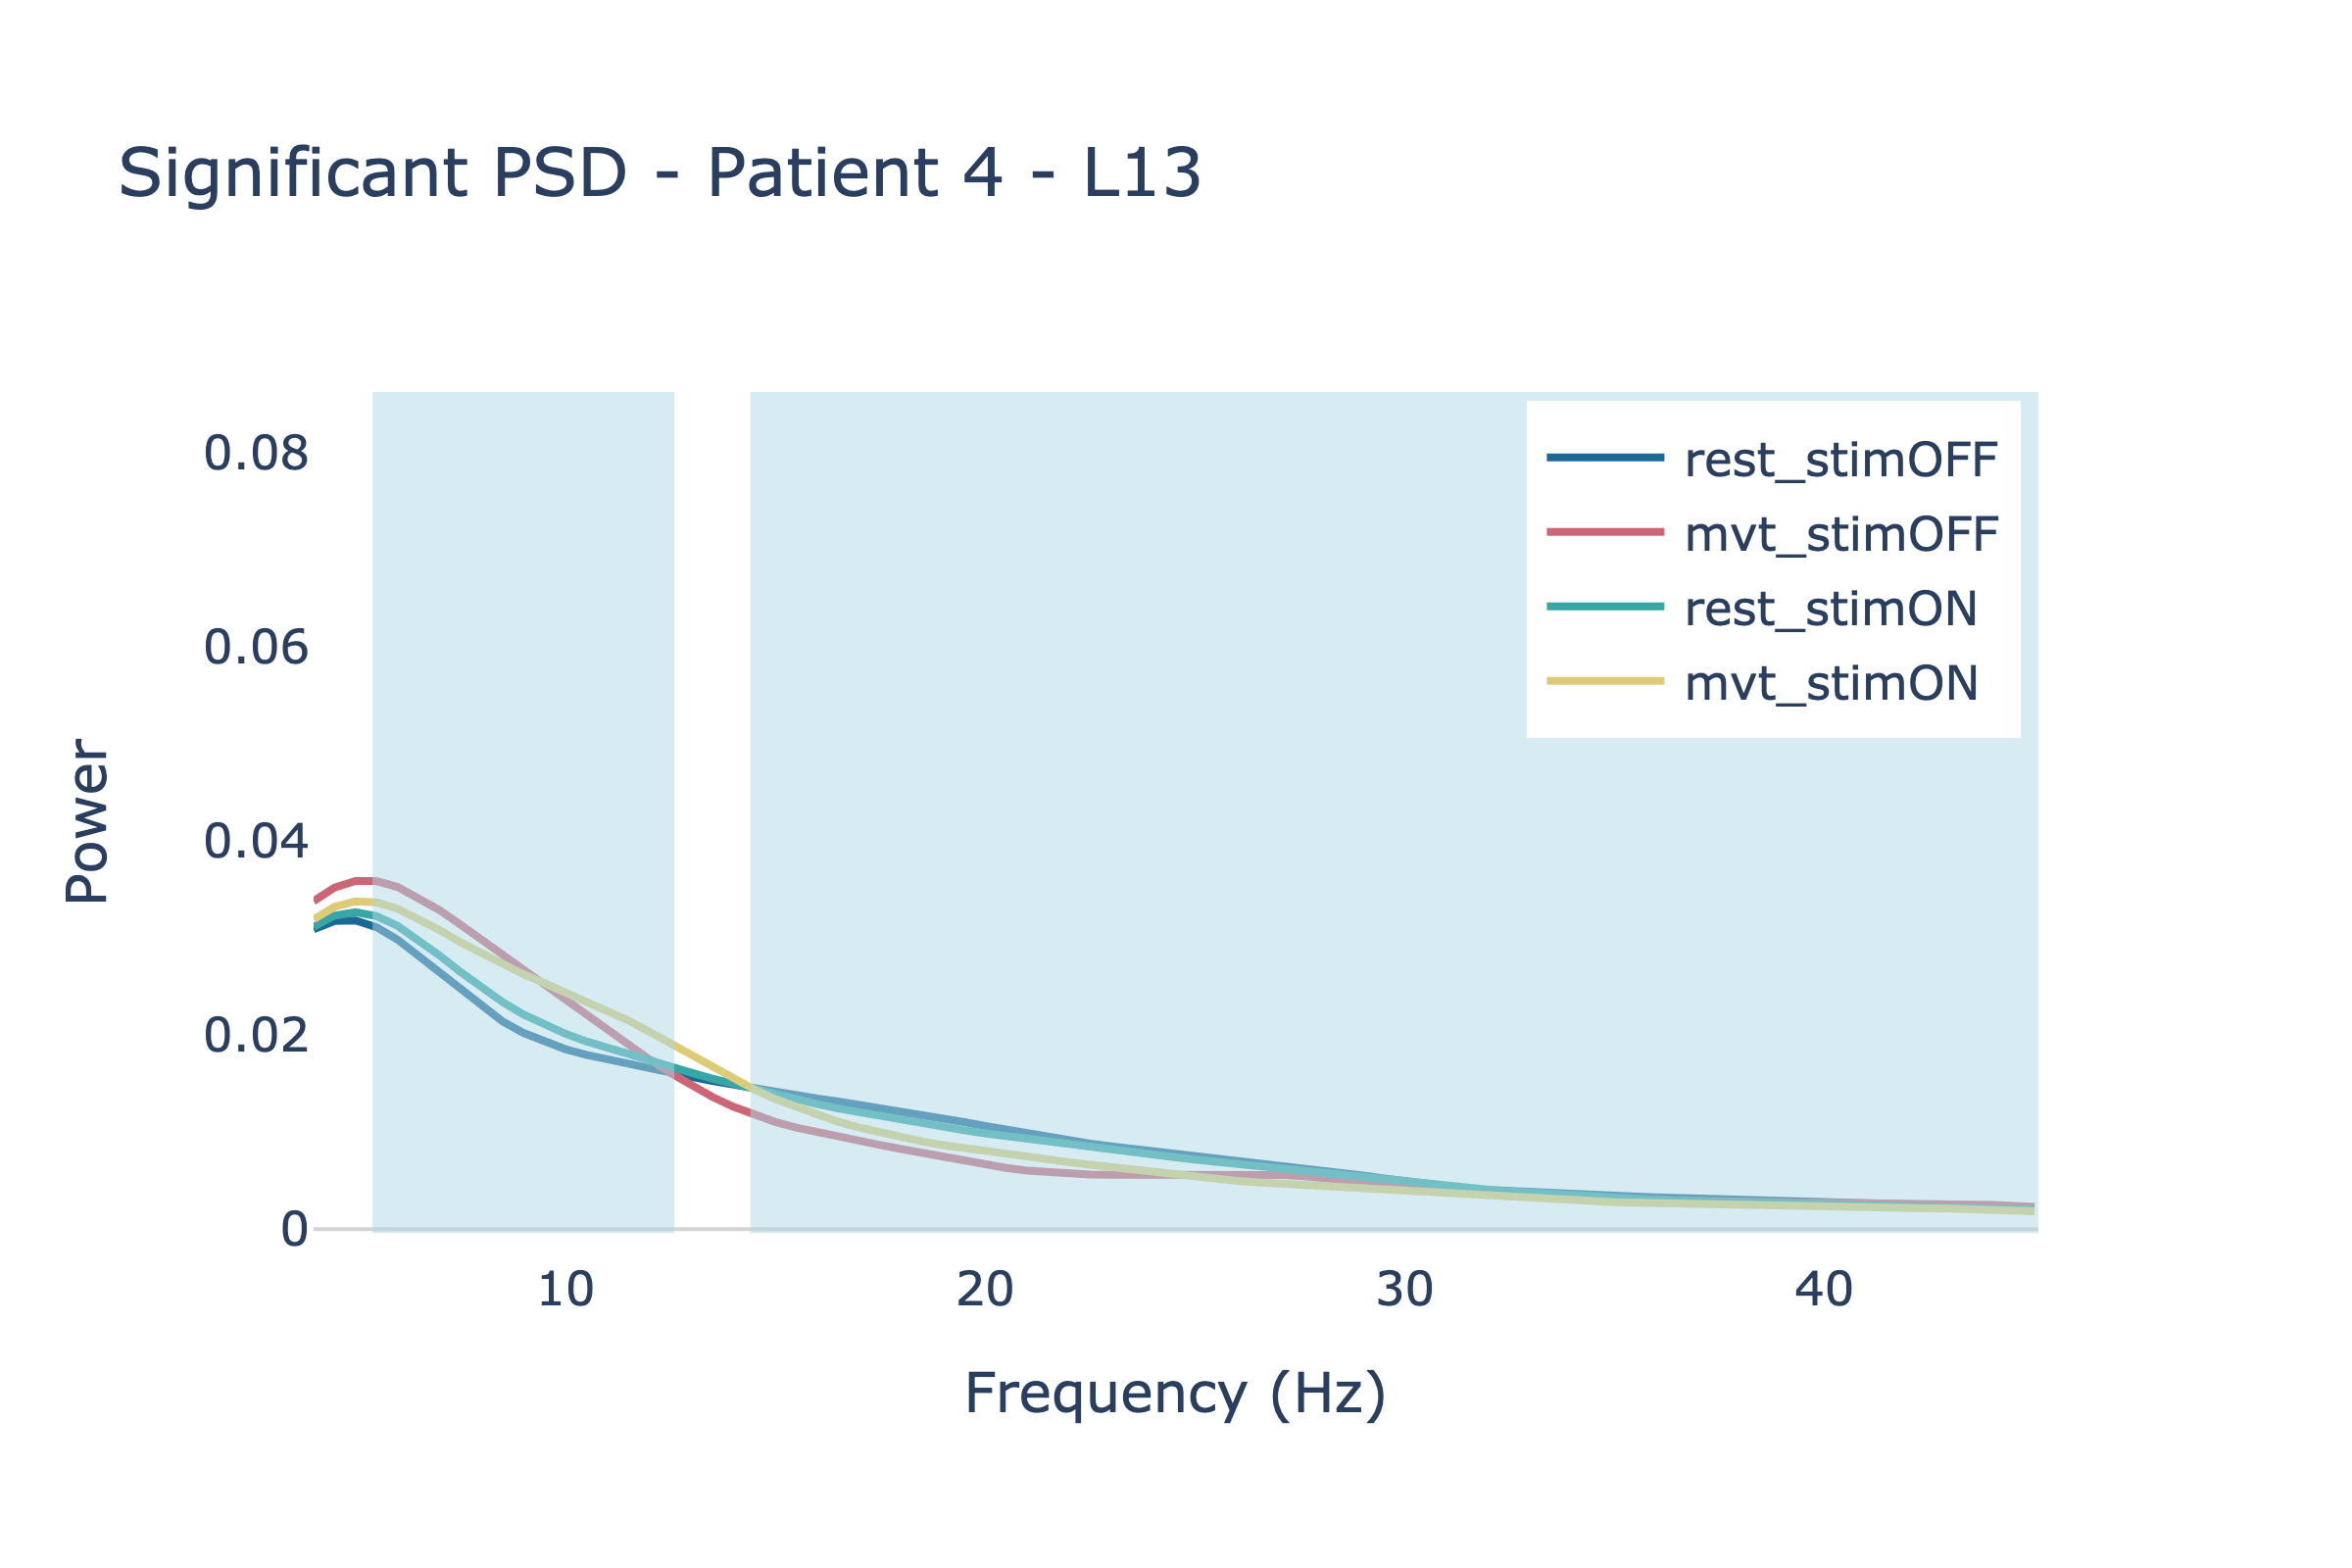 Significant PSD - Patient 4 - L13
rest_stimOFF
mvt_stimOFF
rest_stimON
mvt_stimON
Power
0.08
0.06
0.04
0.02
0
10 20 30 40
Frequency (Hz)